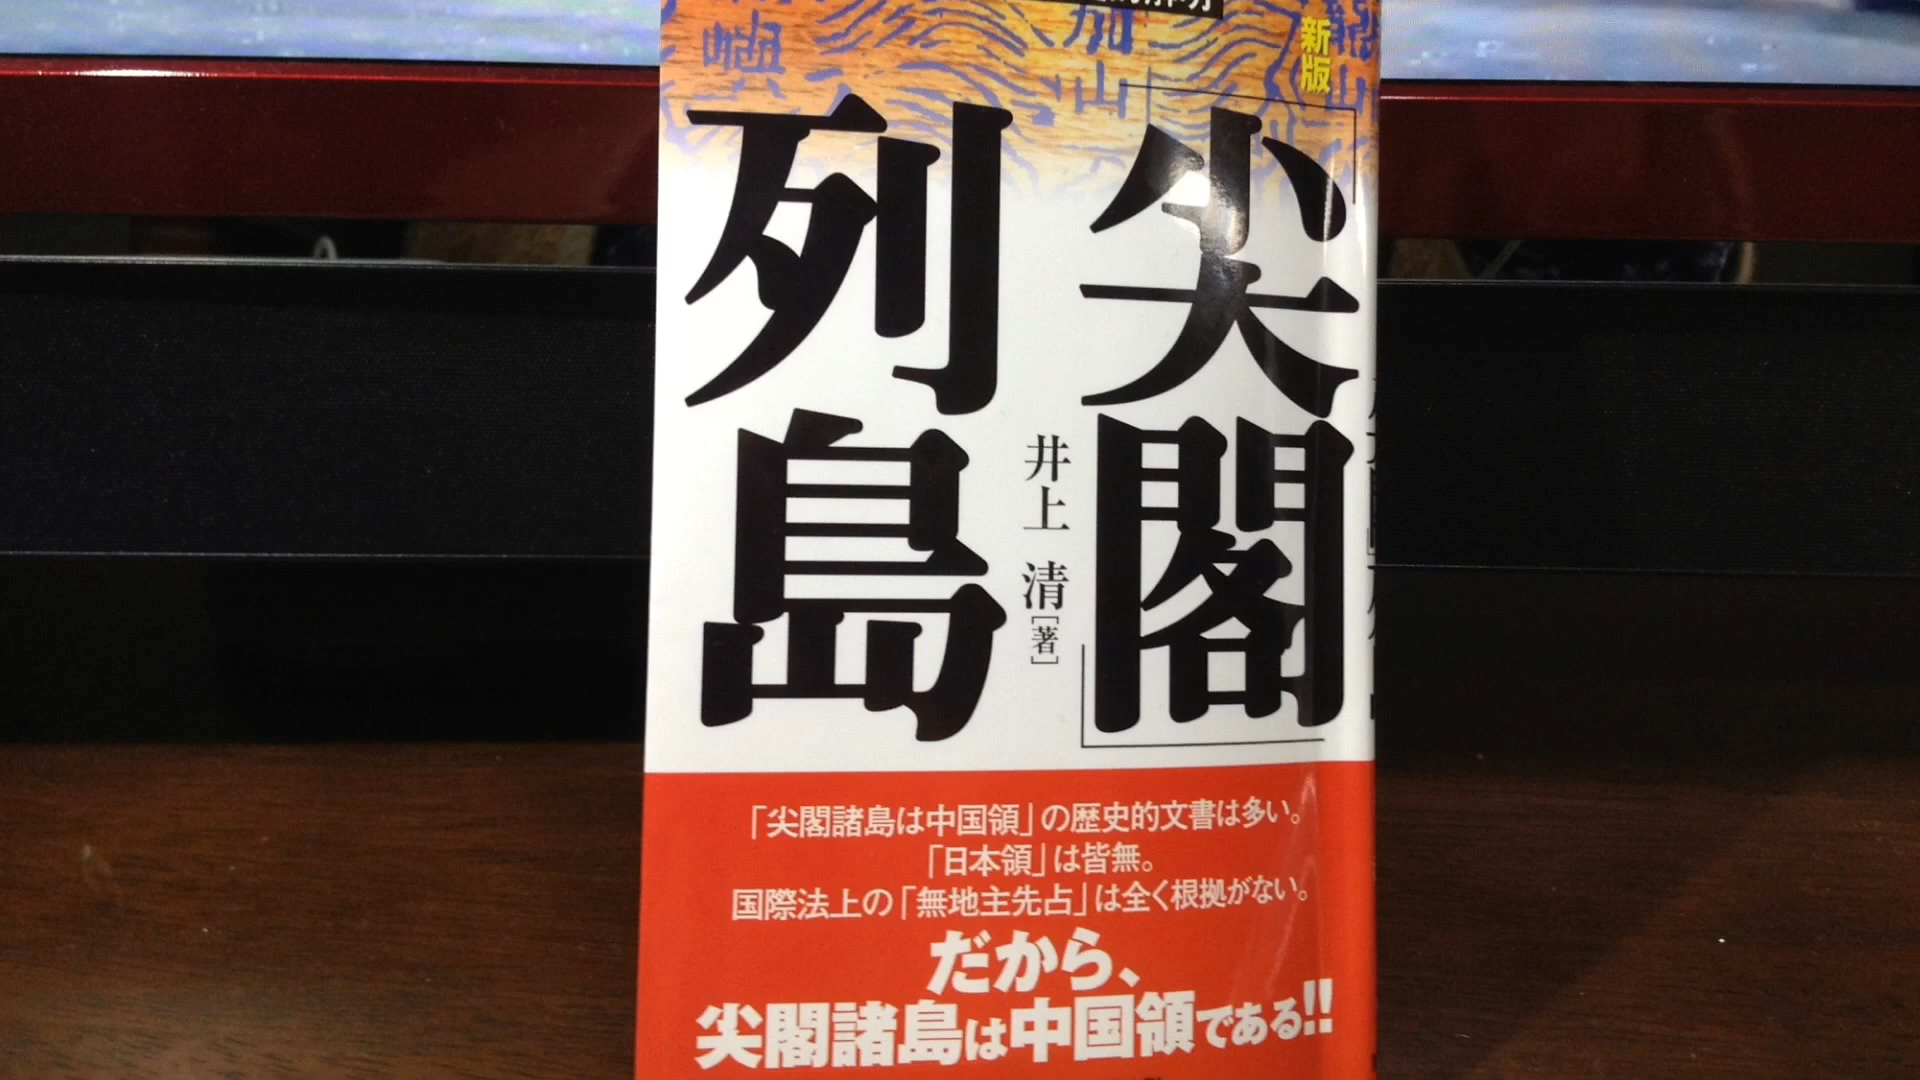 新版
「尖閣」
列島
井上 清[著]
「尖閣諸島は中国領」の歴史的文書は多い。
「日本領」は皆無。
国際法上の「無地主先占」は全く根拠がない。
だから、
尖閣諸島は中国領である!!